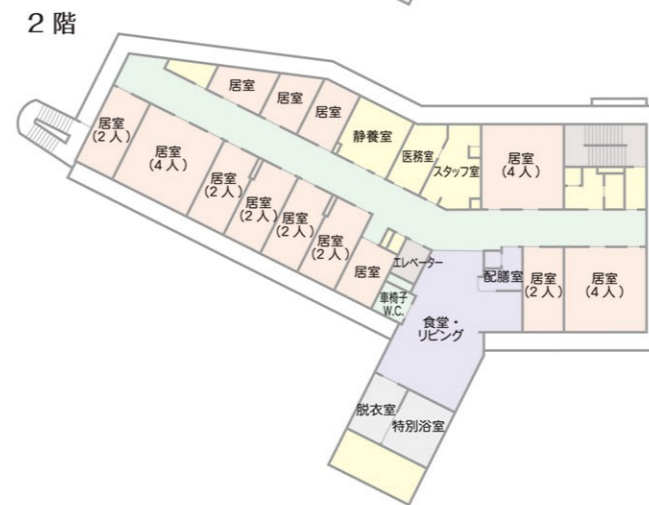 2階
居室
居室
居室
静養室
医務室
スタッフ室
居室
(4人)
居室
(2人)
居室
(4人)
居室
(2人)
居室
(2人)
居室
(2人)
居室
(2人)
居室
エレベーター
車椅子
W.C.
配膳室
居室
(2人)
居室
(4人)
食堂・
リビング
脱衣室
特別浴室